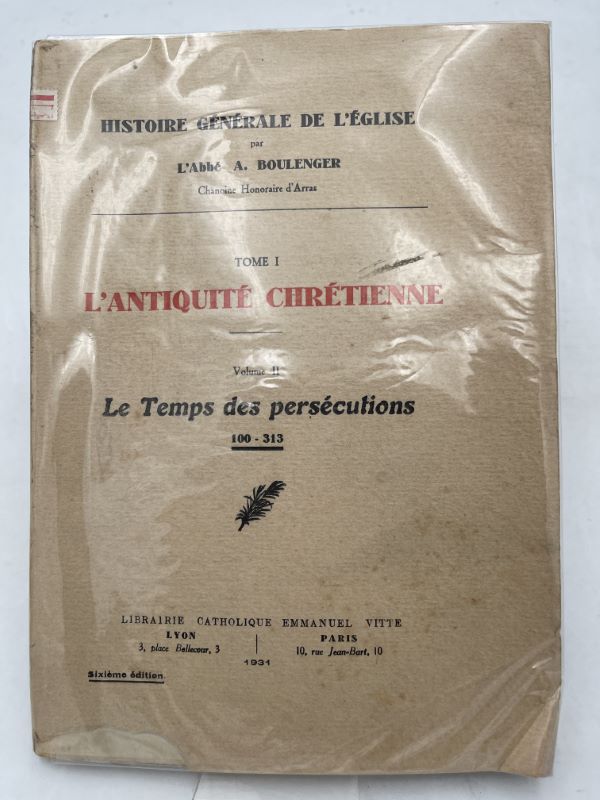 HISTOIRE GÉNÉRALE DE L'ÉGLISE
par
L'Abbé A. BOULENGER
Chanoine Honoraire d'Arras
TOME I
L'ANTIQUITÉ CHRÉTIENNE
Volume II
Le Temps des persécutions
100 - 313
LIBRAIRIE CATHOLIQUE EMMANUEL VITTE
LYON
3, place Bellecour, 3
PARIS
10, rue Jean-Bart, 10
1931
Sixième édition.